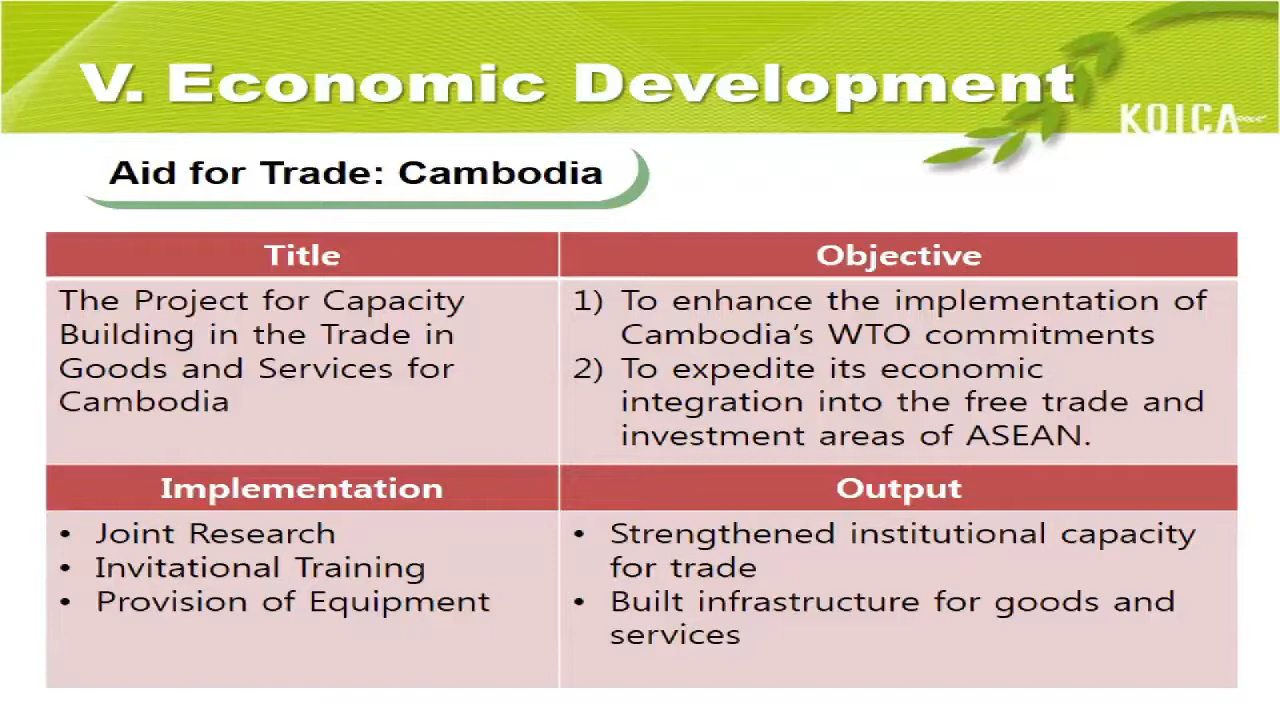 V. Economic Development
KOICA
Aid for Trade: Cambodia
Title
Objective
The Project for Capacity
Building in the Trade in
Goods and Services for
Cambodia
1) To enhance the implementation of
Cambodia's WTO commitments
2) To expedite its economic
integration into the free trade and
investment areas of ASEAN.
Implementation
Output
• Joint Research
• Invitational Training
• Provision of Equipment
• Strengthened institutional capacity
for trade
• Built infrastructure for goods and
services